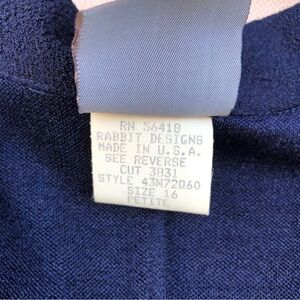 RN 56418
RABBIT DESIGNS
MADE IN U.S.A.
SEE REVERSE
CUT 3831
STYLE 43N72060
SIZE 16
PETITE